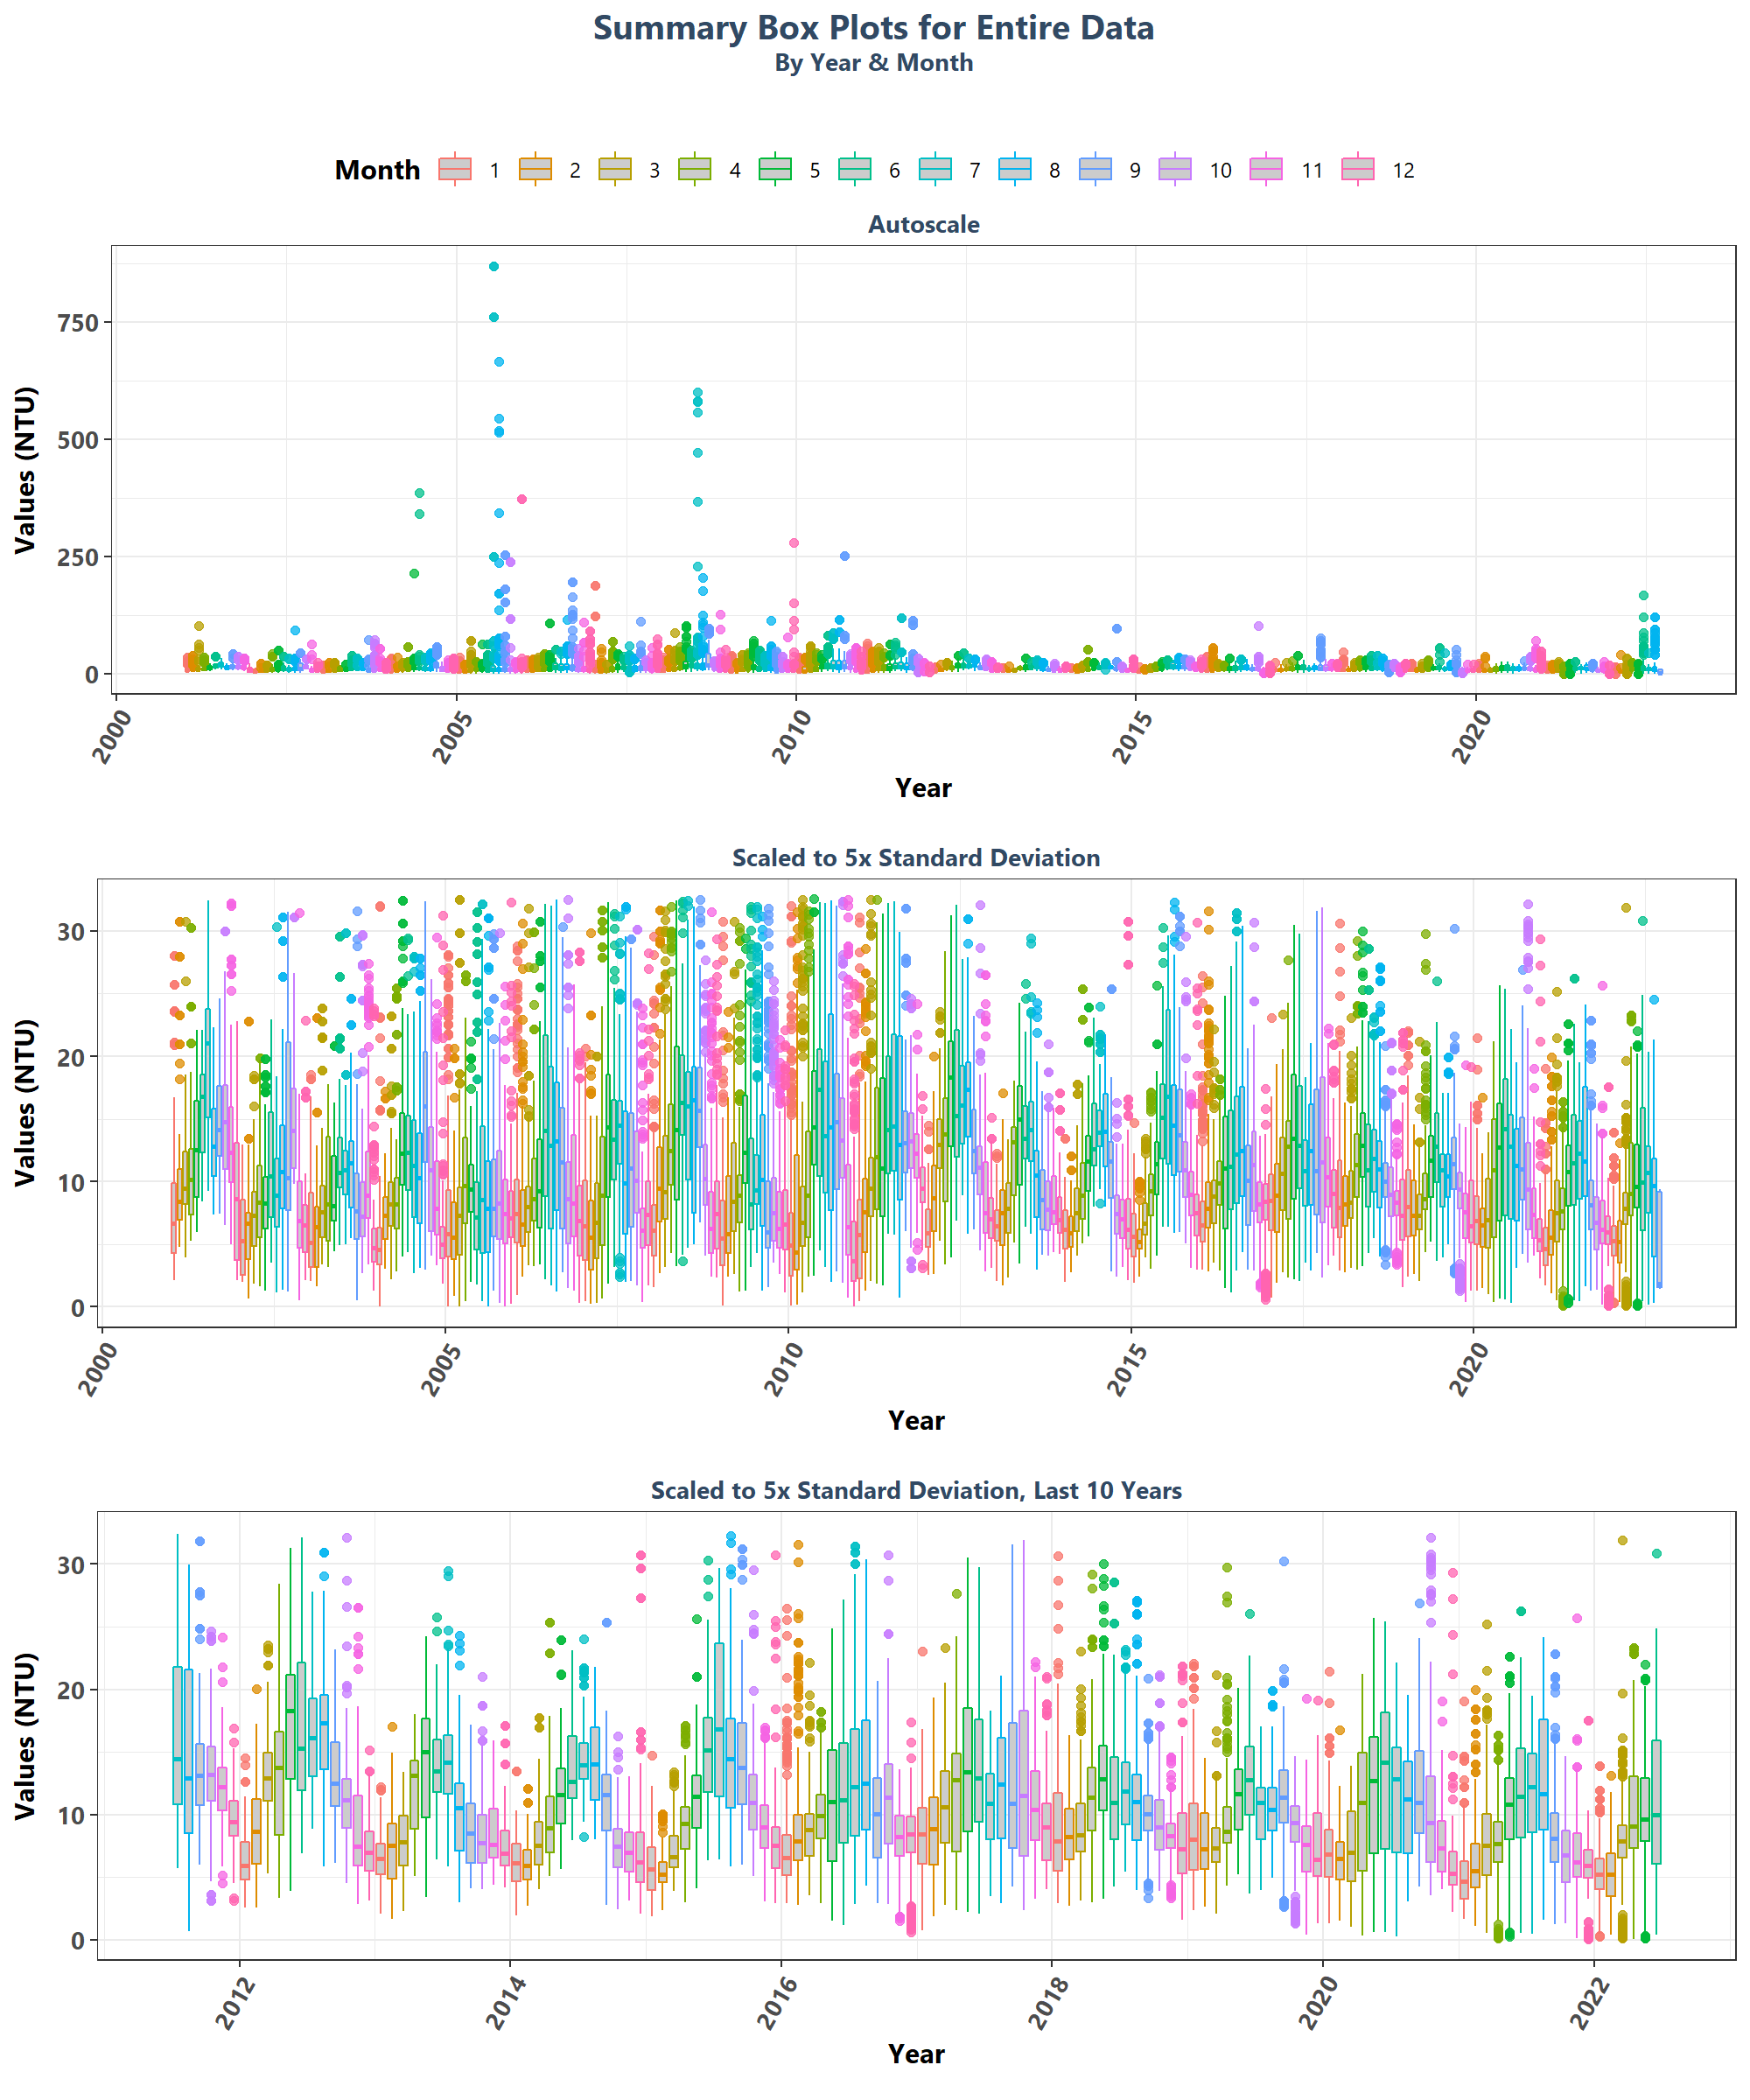 Summary Box Plots for Entire Data
By Year & Month
Month 1 2 3 4 5 6 7 8 9 10 11 12
Autoscale
Values (NTU)
750
500
250
0
2000 2005 2010 2015 2020
Year
Scaled to 5x Standard Deviation
Values (NTU)
30
20
10
0
2000 2005 2010 2015 2020
Year
Scaled to 5x Standard Deviation, Last 10 Years
Values (NTU)
30
20
10
0
2012 2014 2016 2018 2020 2022
Year